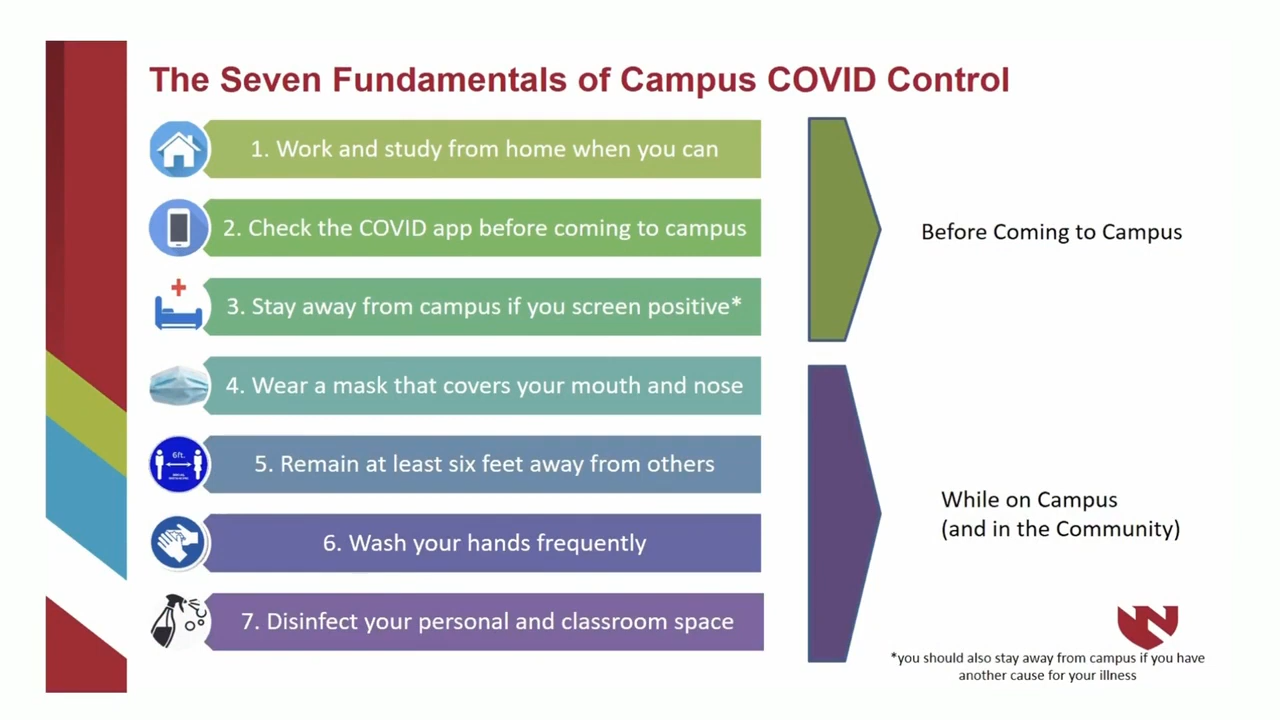 The Seven Fundamentals of Campus COVID Control
1. Work and study from home when you can
2. Check the COVID app before coming to campus
3. Stay away from campus if you screen positive*
Before Coming to Campus
4. Wear a mask that covers your mouth and nose
6ft.
5. Remain at least six feet away from others
6. Wash your hands frequently
7. Disinfect your personal and classroom space
While on Campus
(and in the Community)
N
*you should also stay away from campus if you have
another cause for your illness